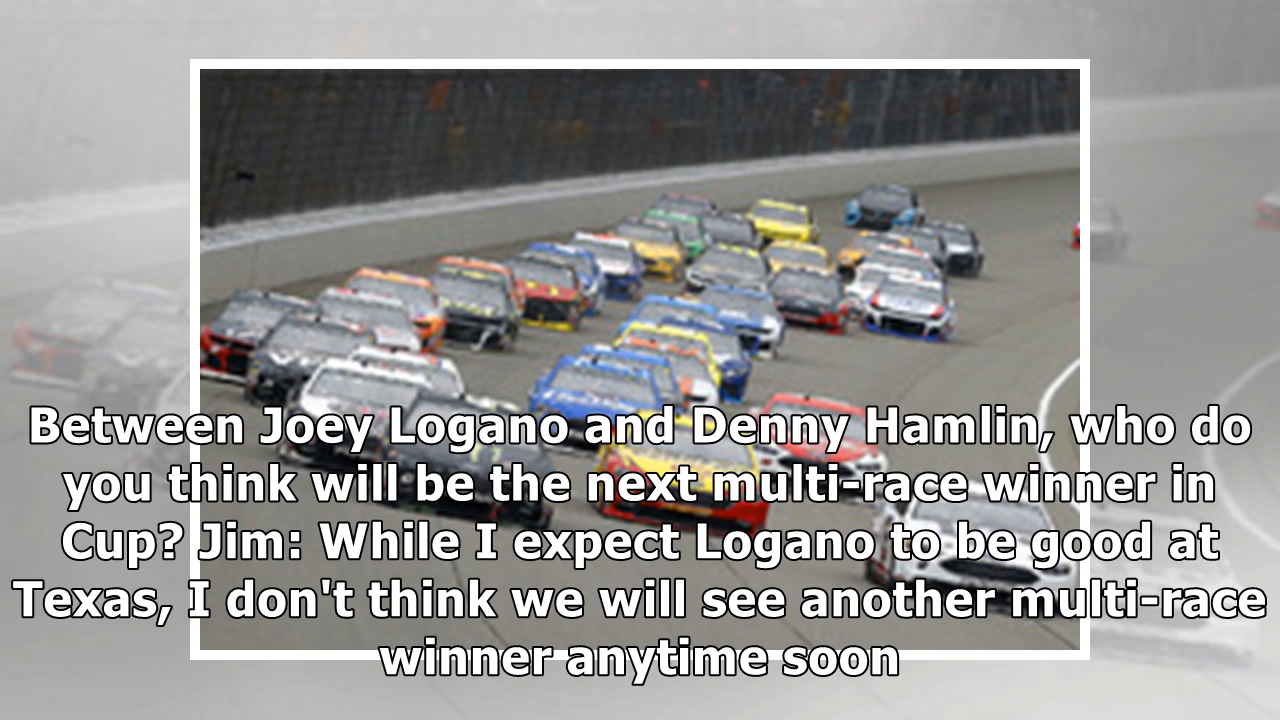 Between Joey Logano and Denny Hamlin, who do
you think will be the next multi-race winner in
Cup? Jim: While I expect Logano to be good at
Texas, I don't think we will see another multi-race
winner anytime soon